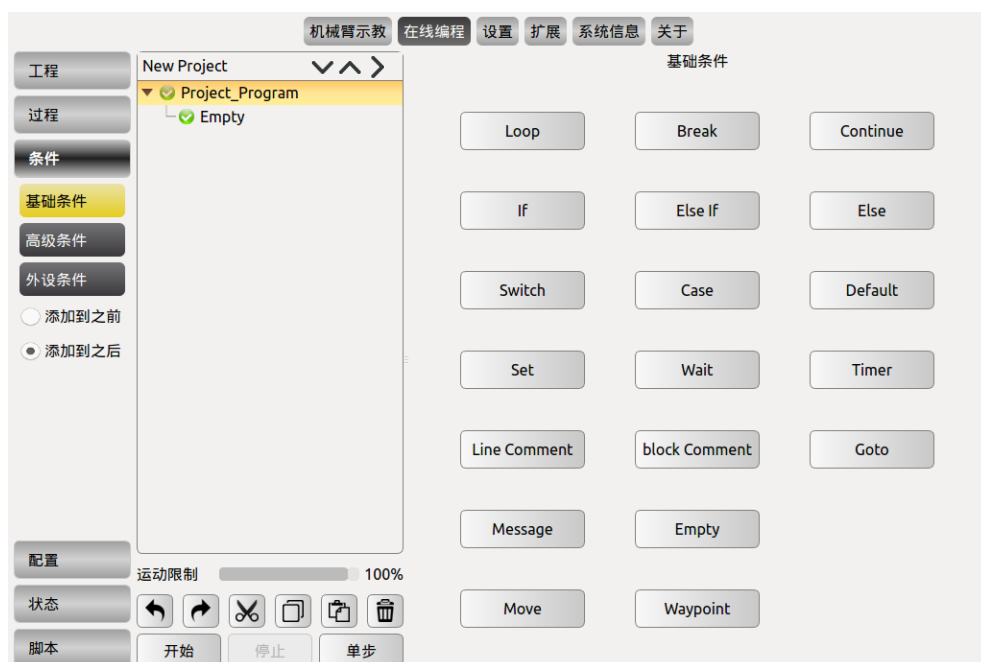 机械臂示教 在线编程 设置 扩展 系统信息 关于
工程
过程
条件
基础条件
高级条件
外设条件
添加到之前
添加到之后
配置
状态
脚本
New Project
Project_Program
Empty
运动限制 100%
开始 停止 单步
基础条件
Loop Break Continue
If Else If Else
Switch Case Default
Set Wait Timer
Line Comment block Comment Goto
Message Empty
Move Waypoint